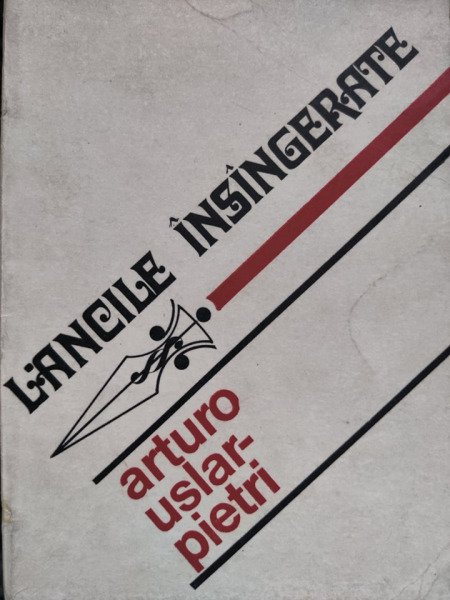 LĂNCILE ÎNSÎNGERATE
arturo
uslar-
pietri